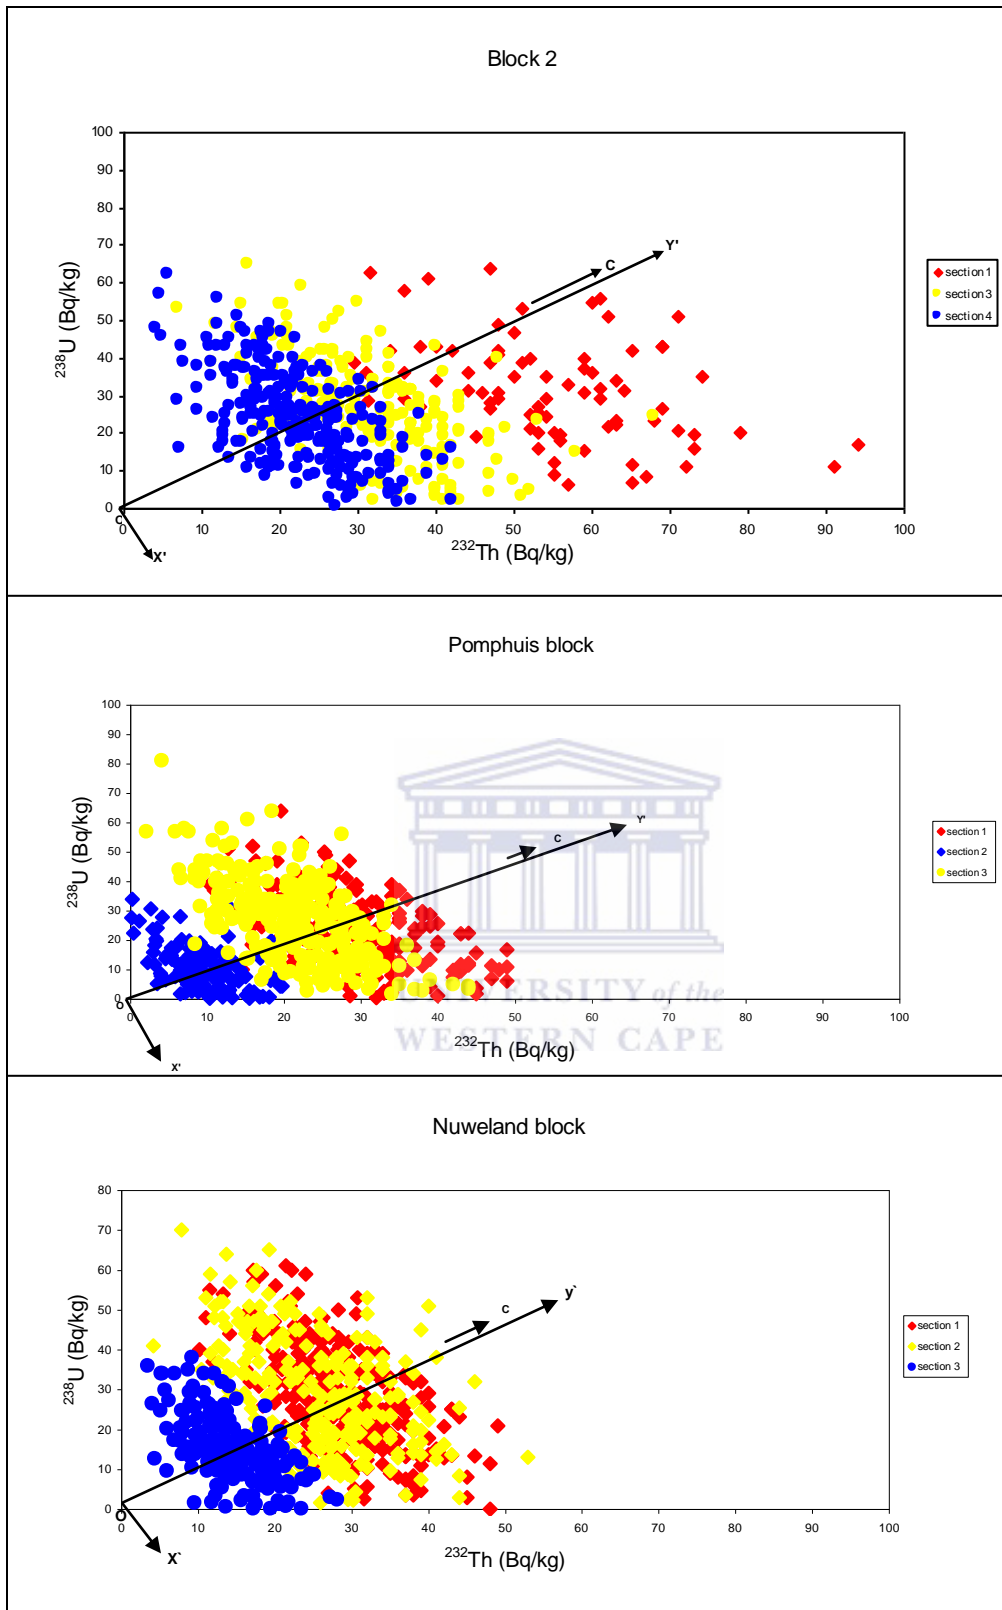 Block 2
100
90
80
70
60
50
40
30
20
10
0
²³⁸U (Bq/kg)
Y'
C
O
X'
10 20 30 40 50 60 70 80 90 100
²³²Th (Bq/kg)
section 1
section 3
section 4
Pomphuis block
100
90
80
70
60
50
40
30
20
10
0
²³⁸U (Bq/kg)
Y'
C
O
X'
0 10 20 30 40 50 60 70 80 90 100
²³²Th (Bq/kg)
section 1
section 2
section 3
UNIVERSITY of the
WESTERN CAPE
Nuweland block
80
70
60
50
40
30
20
10
0
²³⁸U (Bq/kg)
y`
C
O
X`
0 10 20 30 40 50 60 70 80 90 100
²³²Th (Bq/kg)
section 1
section 2
section 3